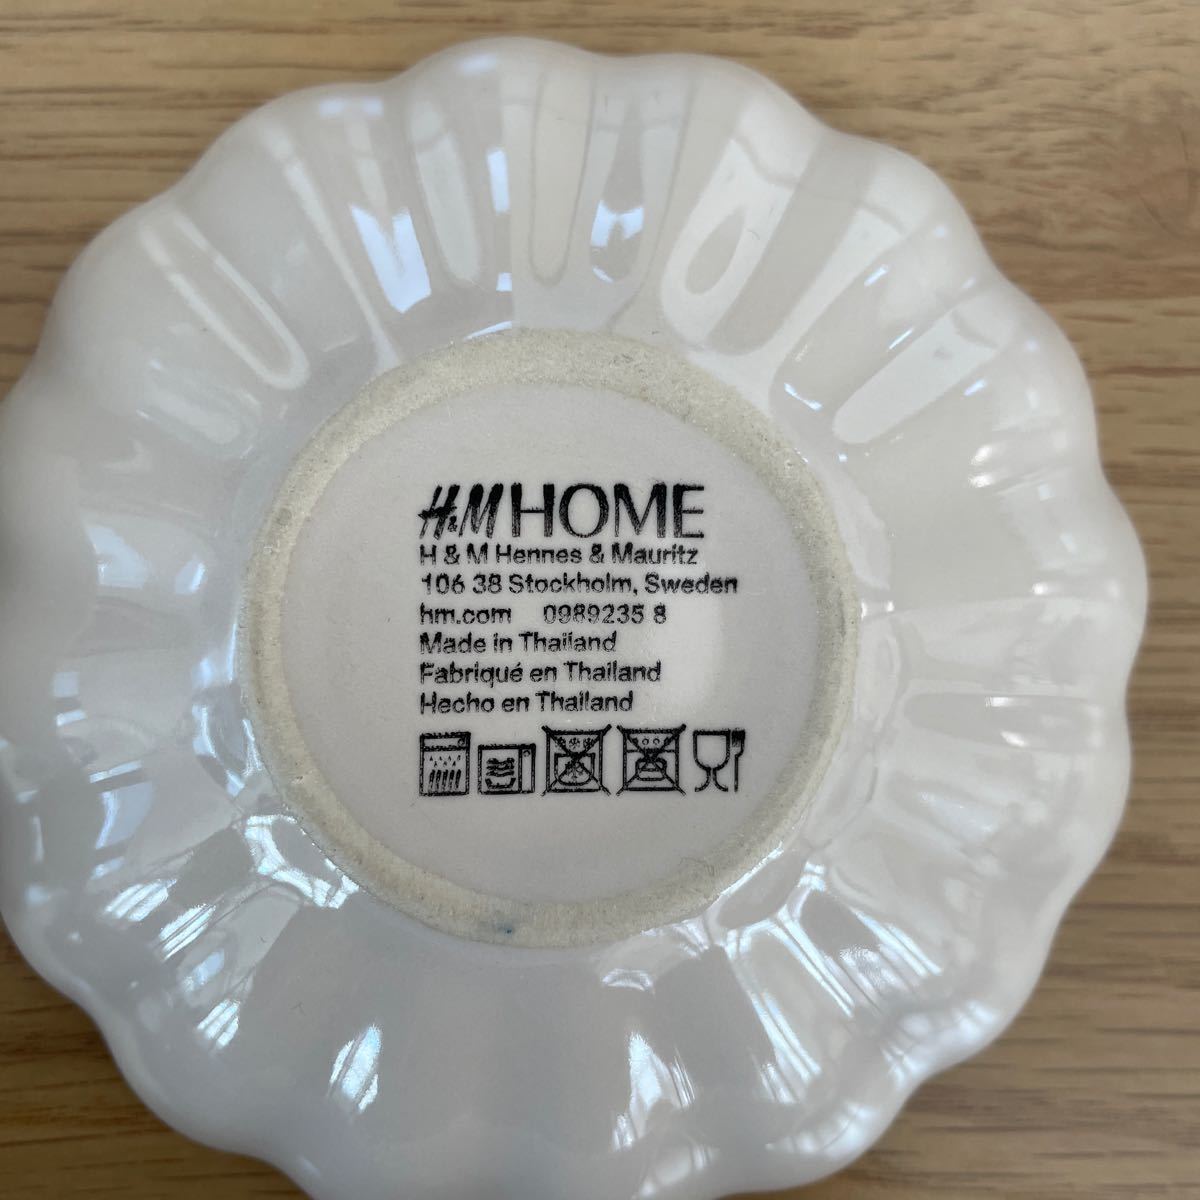 H&M HOME
H & M Hennes & Mauritz
106 38 Stockholm, Sweden
hm.com 0989235 8
Made in Thailand
Fabriqué en Thailand
Hecho en Thailand